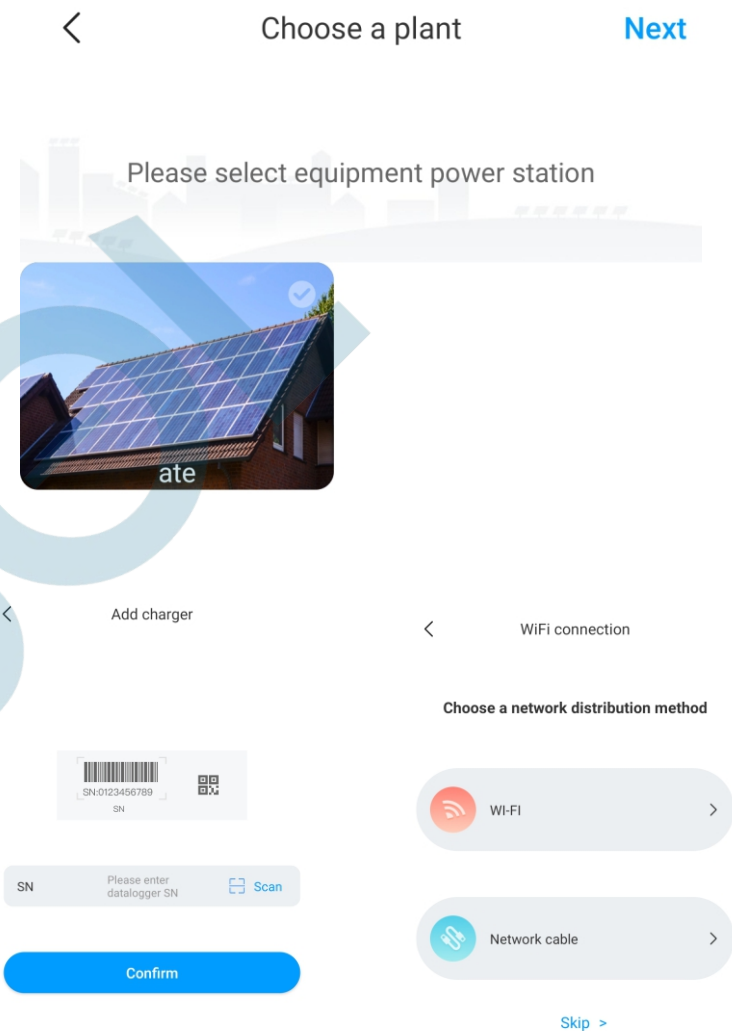 Choose a plant
Next
Please select equipment power station
ate
Add charger
SN:0123456789
SN
SN
Please enter
datalogger SN
Scan
Confirm
WiFi connection
Choose a network distribution method
WI-FI
Network cable
Skip >